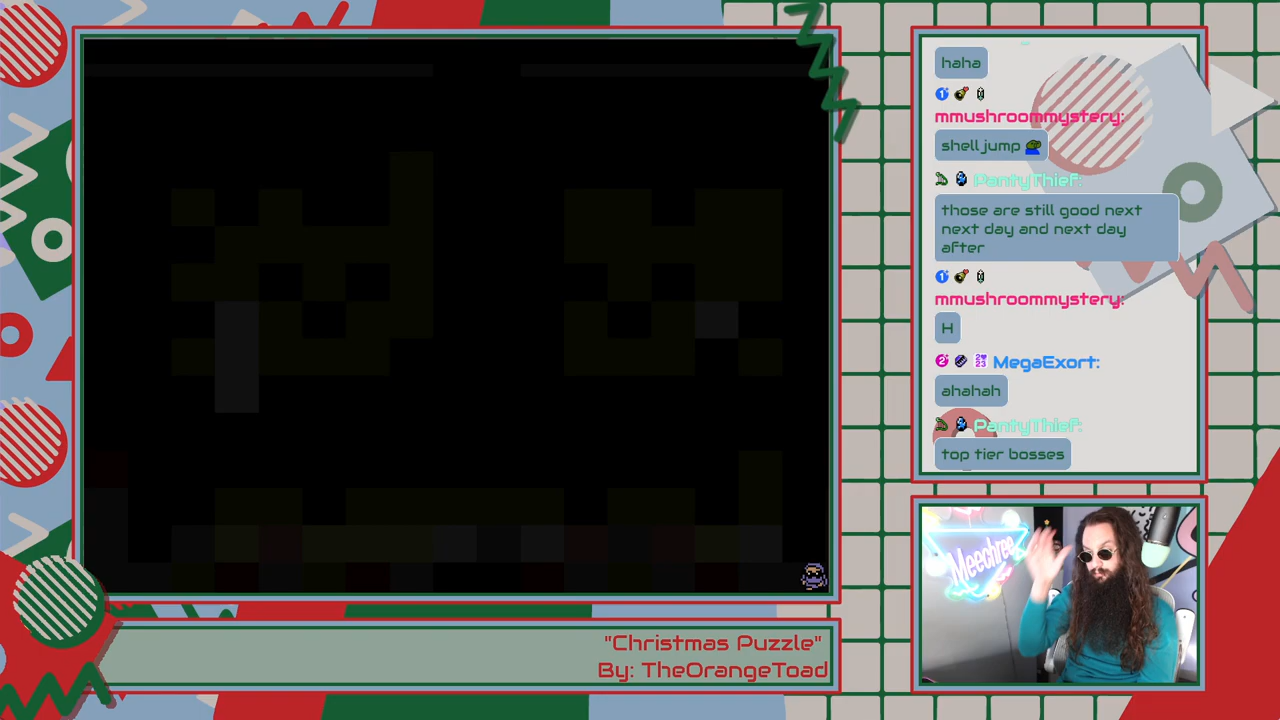 haha
mmushroommystery:
shell jump
PantyThief:
those are still good next
next day and next day
after
mmushroommystery:
H
MegaExort:
ahahah
PantyThief:
top tier bosses
Meechree
"Christmas Puzzle"
By: TheOrangeToad